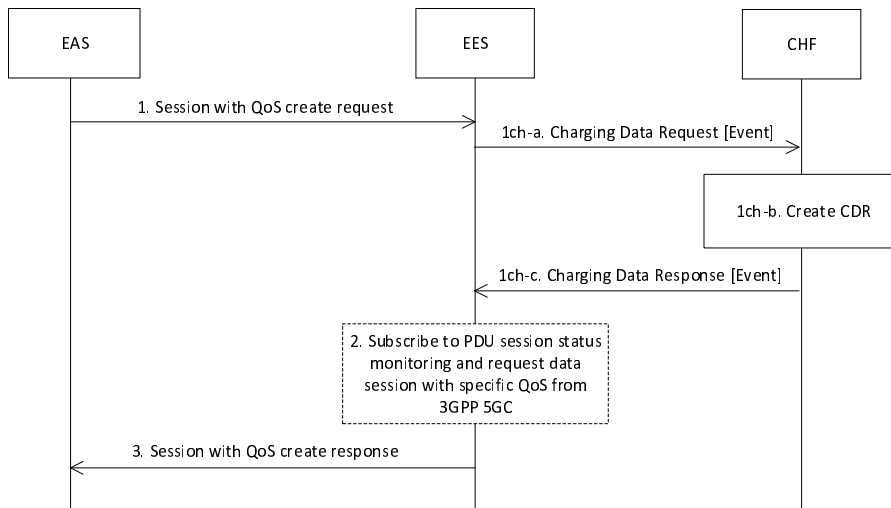 EAS
EES
CHF
1. Session with QoS create request
1ch-a. Charging Data Request [Event]
1ch-b. Create CDR
1ch-c. Charging Data Response [Event]
2. Subscribe to PDU session status
monitoring and request data
session with specific QoS from
3GPP 5GC
3. Session with QoS create response